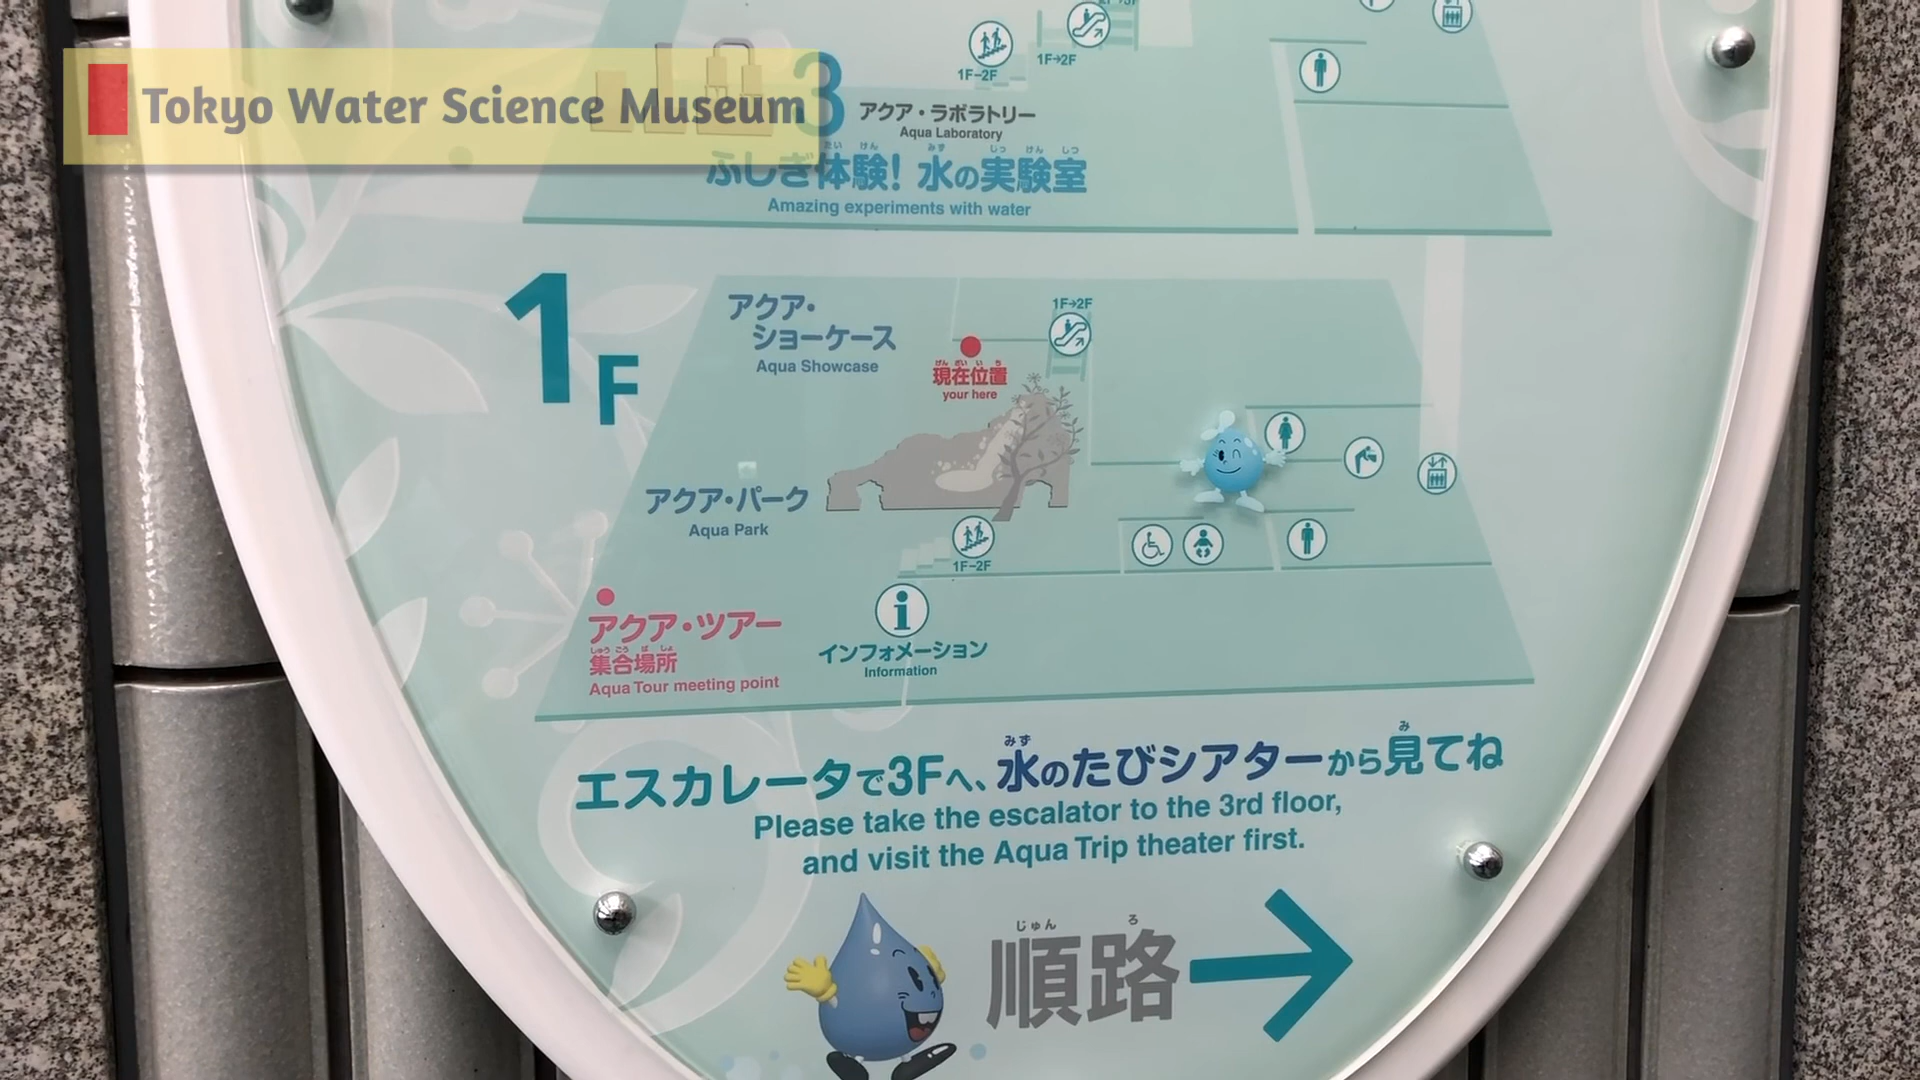 2F→3F
1F-2F
1F→2F
Tokyo Water Science Museum
3
アクア・ラボラトリー
Aqua Laboratory
たい けん みず じっ けん しつ
ふしぎ体験！ 水の実験室
Amazing experiments with water
1F
アクア・
ショーケース
Aqua Showcase
1F→2F
げん ざい い ち
現在位置
your here
アクア・パーク
Aqua Park
1F-2F
アクア・ツアー
しゅう ごう ば しょ
集合場所
Aqua Tour meeting point
i
インフォメーション
Information
みず み
エスカレータで3Fへ、水のたびシアターから見てね
Please take the escalator to the 3rd floor,
and visit the Aqua Trip theater first.
じゅん ろ
順路